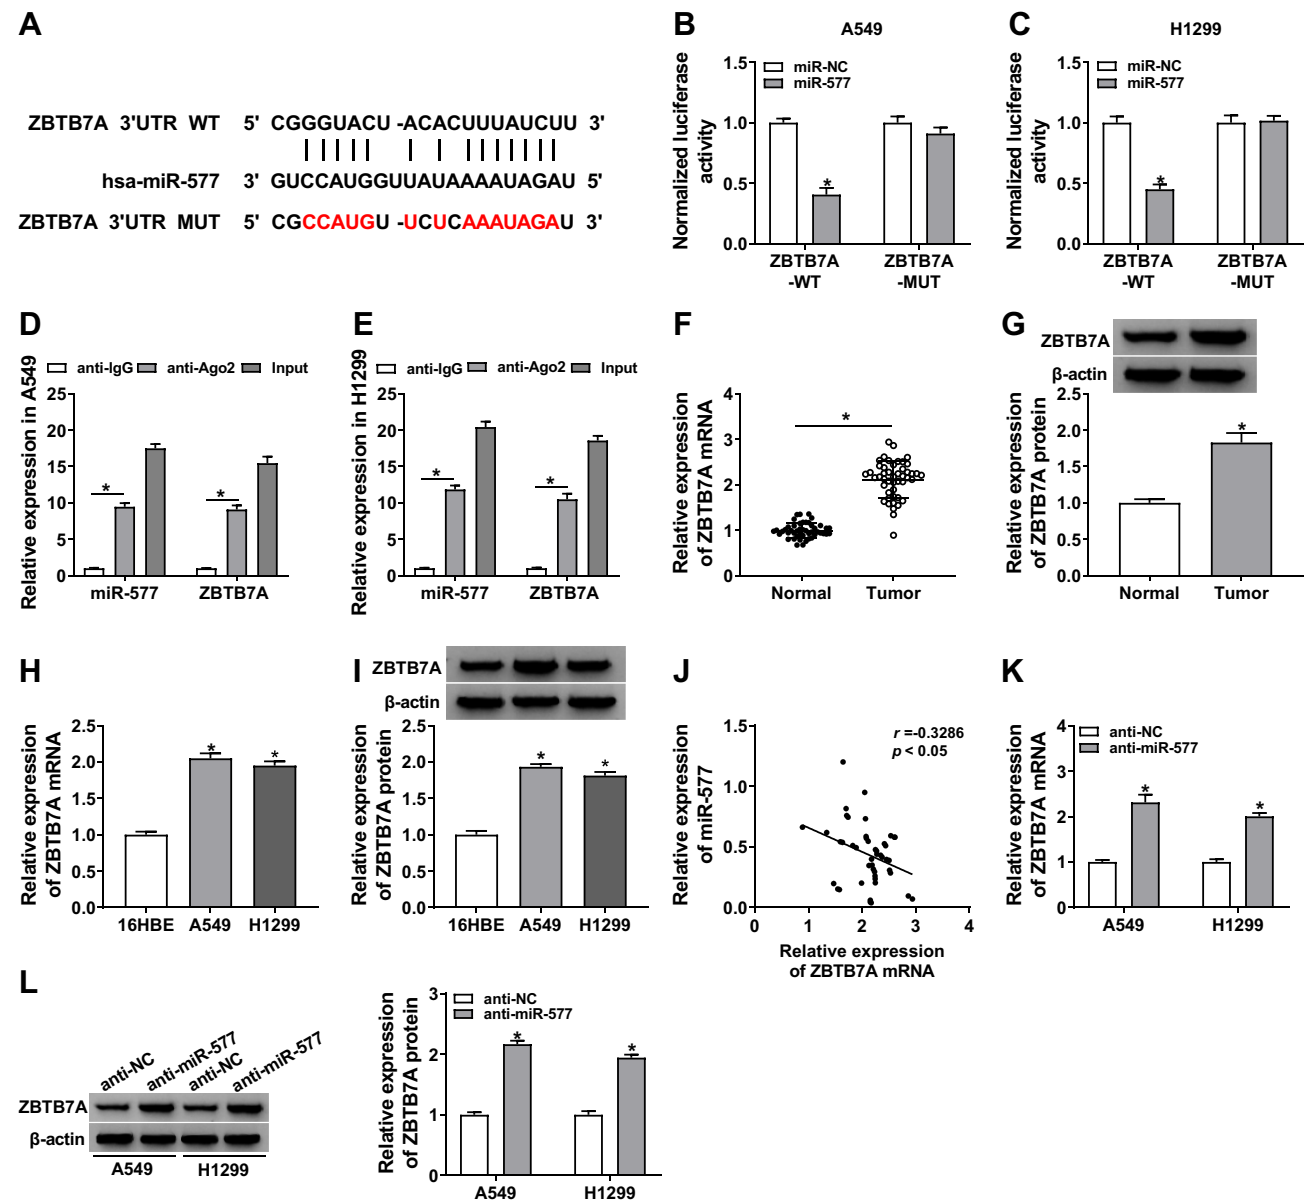 A
ZBTB7A 3'UTR WT 5' CGGGUACU -ACACUUUAUCUU 3'
hsa-miR-577 3' GUCCAUGGUUAUAAAAUAGAU 5'
ZBTB7A 3'UTR MUT 5' CGCCAUGU -UCUCAAAUAGAU 3'
B
A549
Normalized luciferase
activity
miR-NC
miR-577
1.5
1.0
0.5
0.0
*
ZBTB7A
-WT
ZBTB7A
-MUT
C
H1299
Normalized luciferase
activity
miR-NC
miR-577
1.5
1.0
0.5
0.0
*
ZBTB7A
-WT
ZBTB7A
-MUT
D
anti-IgG anti-Ago2 Input
Relative expression in A549
25
20
15
10
5
0
*
*
miR-577 ZBTB7A
E
anti-IgG anti-Ago2 Input
Relative expression in H1299
25
20
15
10
5
0
*
*
miR-577 ZBTB7A
F
Relative expression
of ZBTB7A mRNA
4
3
2
1
0
*
Normal Tumor
G
ZBTB7A
β-actin
Relative expression
of ZBTB7A protein
2.5
2.0
1.5
1.0
0.5
0.0
*
Normal Tumor
H
Relative expression
of ZBTB7A mRNA
2.5
2.0
1.5
1.0
0.5
0.0
*
*
16HBE A549 H1299
I
ZBTB7A
β-actin
Relative expression
of ZBTB7A protein
2.5
2.0
1.5
1.0
0.5
0.0
*
*
16HBE A549 H1299
J
Relative expression
of miR-577
1.5
1.0
0.5
0.0
r =-0.3286
p < 0.05
0 1 2 3 4
Relative expression
of ZBTB7A mRNA
K
Relative expression
of ZBTB7A mRNA
anti-NC
anti-miR-577
4
3
2
1
0
*
*
A549 H1299
L
anti-NC
anti-miR-577
anti-NC
anti-miR-577
ZBTB7A
β-actin
A549 H1299
Relative expression
of ZBTB7A protein
anti-NC
anti-miR-577
3
2
1
0
*
*
A549 H1299